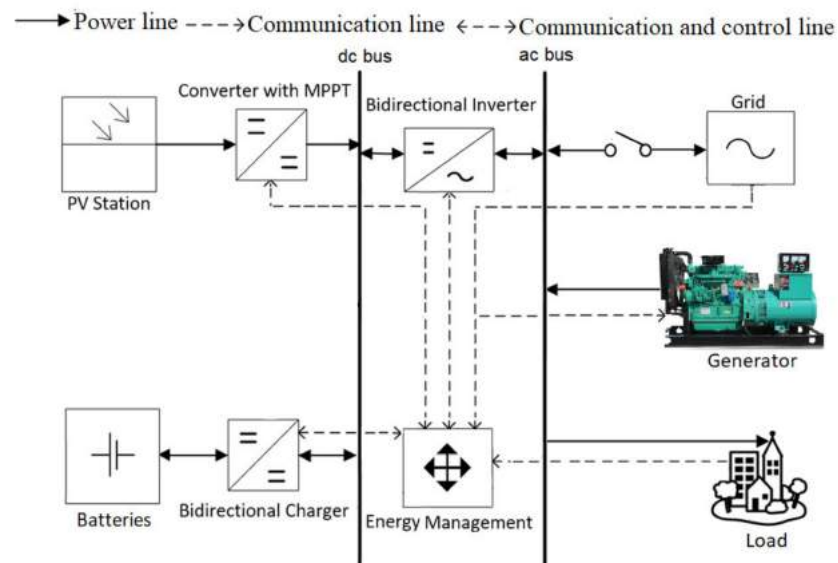 Power line Communication line Communication and control line
dc bus ac bus
Converter with MPPT Bidirectional Inverter Grid
PV Station
Generator
Batteries Bidirectional Charger Energy Management
Load